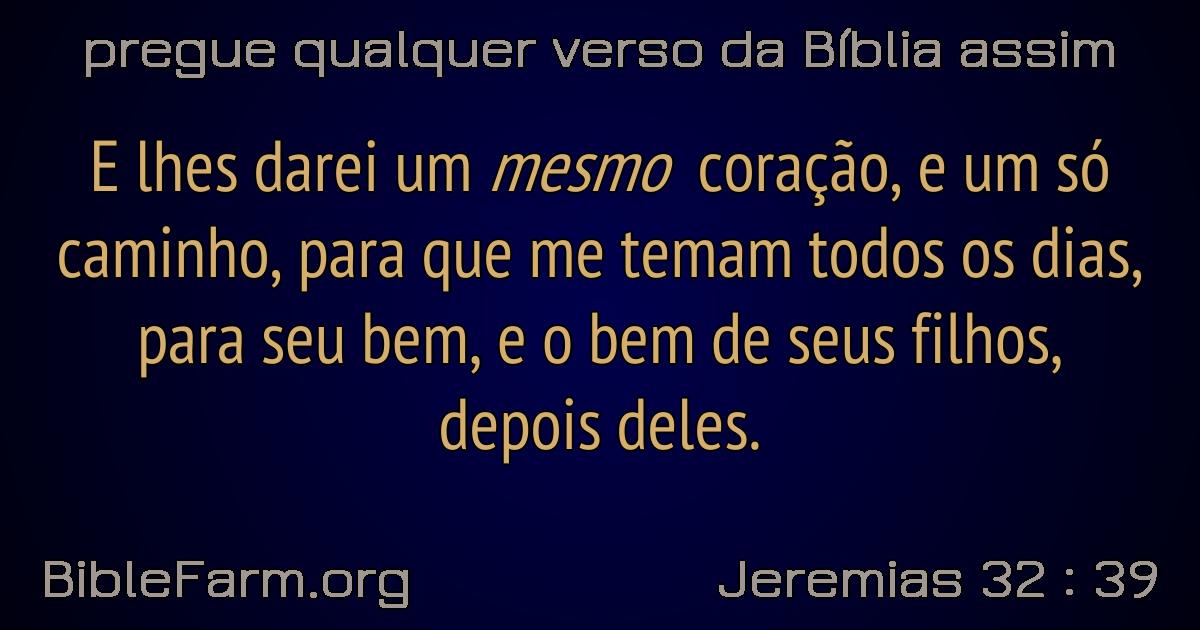 pregue qualquer verso da Bíblia assim
E lhes darei um mesmo coração, e um só
caminho, para que me temam todos os dias,
para seu bem, e o bem de seus filhos,
depois deles.
BibleFarm.org
Jeremias 32 : 39